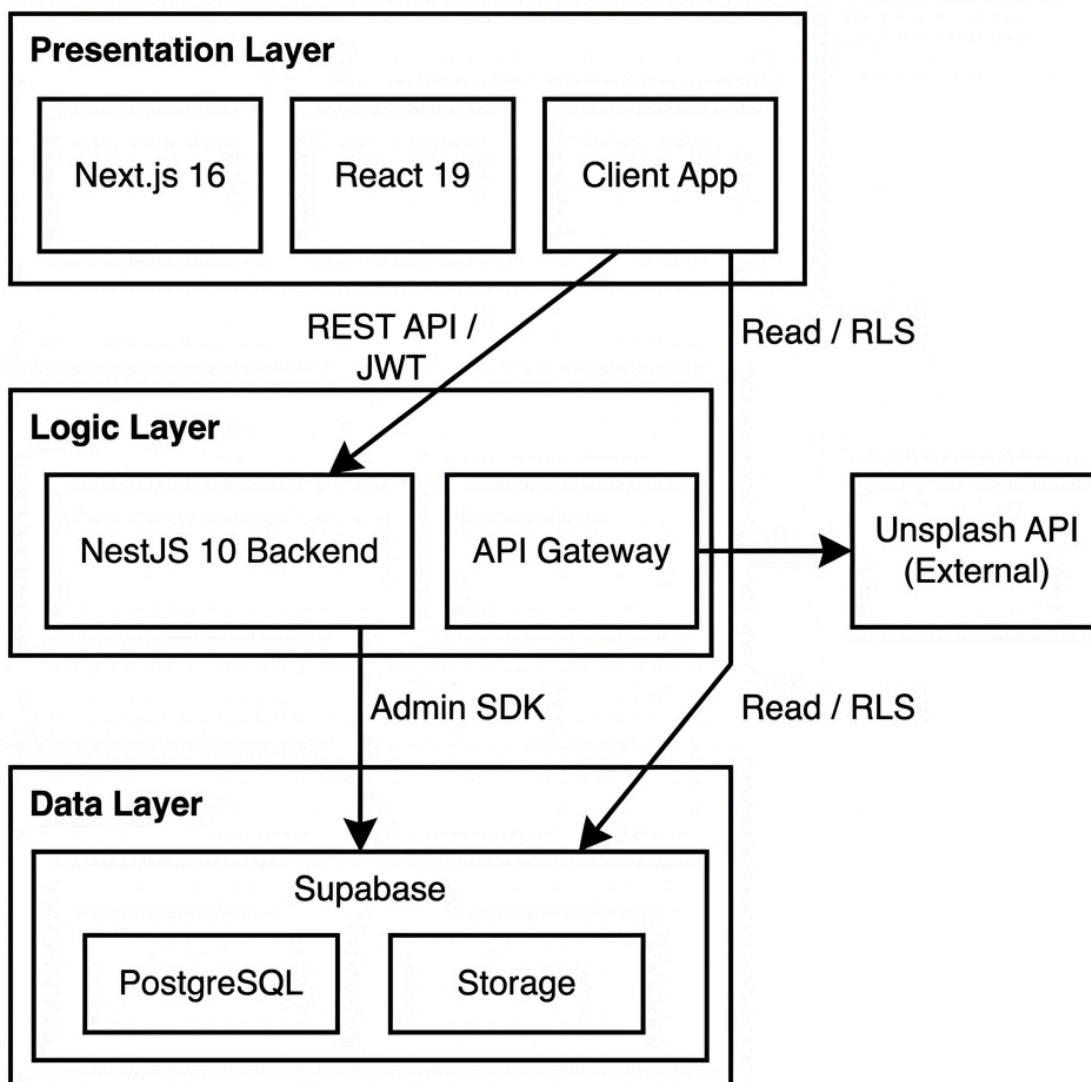 Presentation Layer
Next.js 16
React 19
Client App
REST API /
JWT
Read / RLS
Logic Layer
NestJS 10 Backend
API Gateway
Unsplash API
(External)
Admin SDK
Read / RLS
Data Layer
Supabase
PostgreSQL
Storage